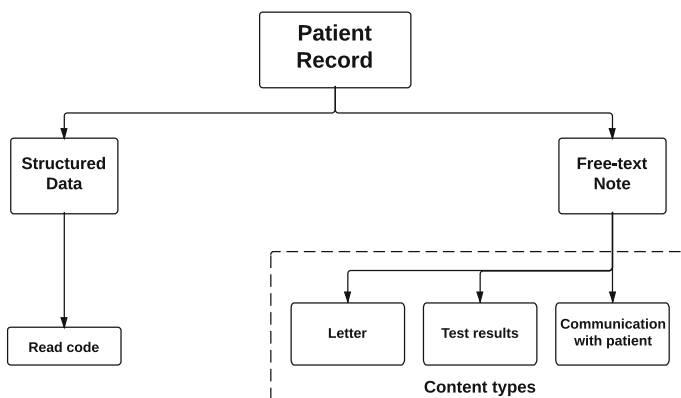 Patient
Record
Structured
Data
Free-text
Note
Read code
Letter
Test results
Communication
with patient
Content types